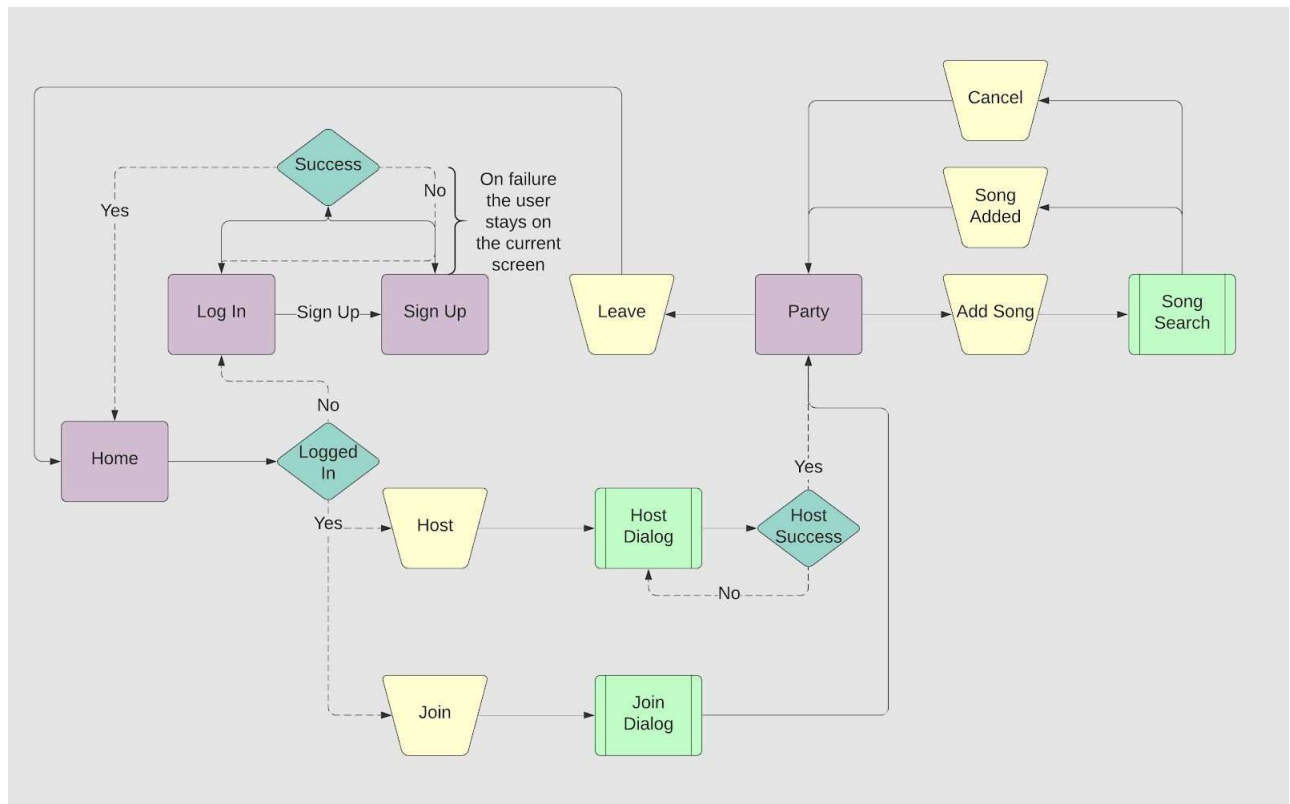 Cancel
Success
No
On failure
the user
stays on
the current
screen
Yes
Song
Added
Log In
Sign Up
Sign Up
Leave
Party
Add Song
Song
Search
No
Home
Logged
In
Yes
Yes
Host
Host
Dialog
Host
Success
No
Join
Join
Dialog